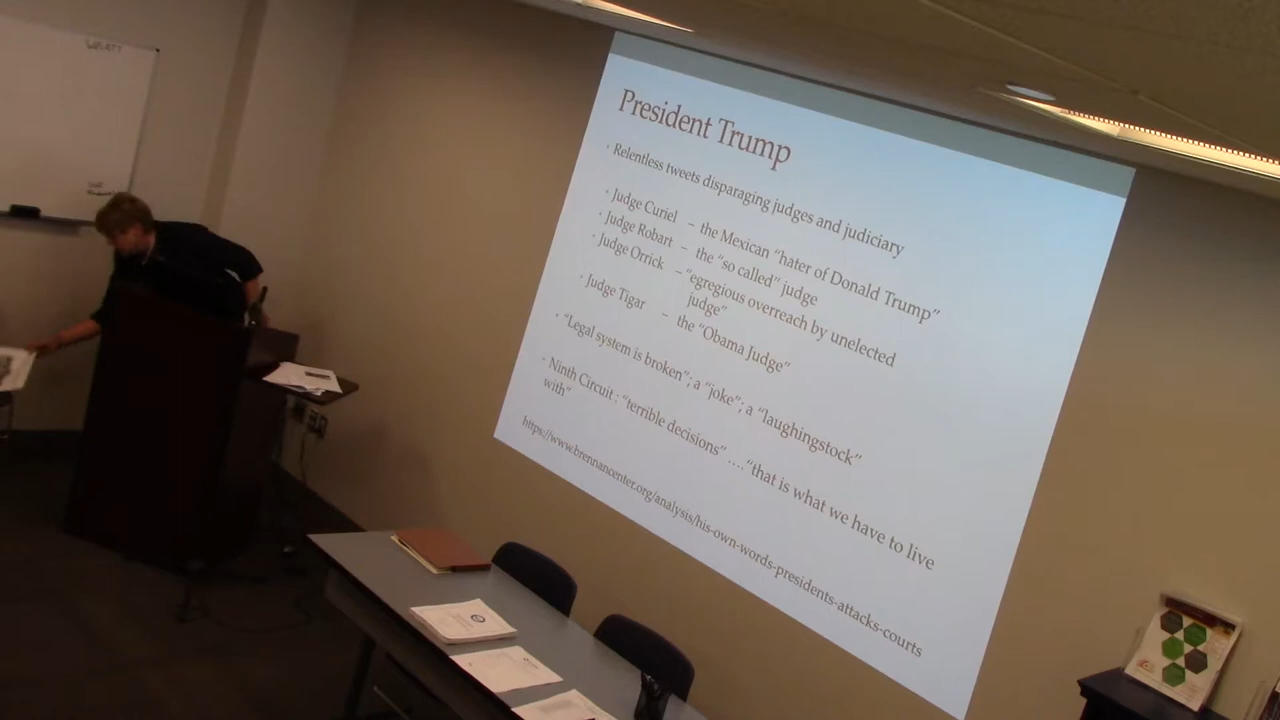 President Trump
· Relentless tweets disparaging judges and judiciary
· Judge Curiel – the Mexican "hater of Donald Trump"
· Judge Robart – the "so called" judge
· Judge Orrick – "egregious overreach by unelected
judge"
· Judge Tigar – the "Obama Judge"
· "Legal system is broken"; a "joke"; a "laughingstock"
· Ninth Circuit : "terrible decisions" …. "that is what we have to live
with"
https://www.brennancenter.org/analysis/his-own-words-presidents-attacks-courts